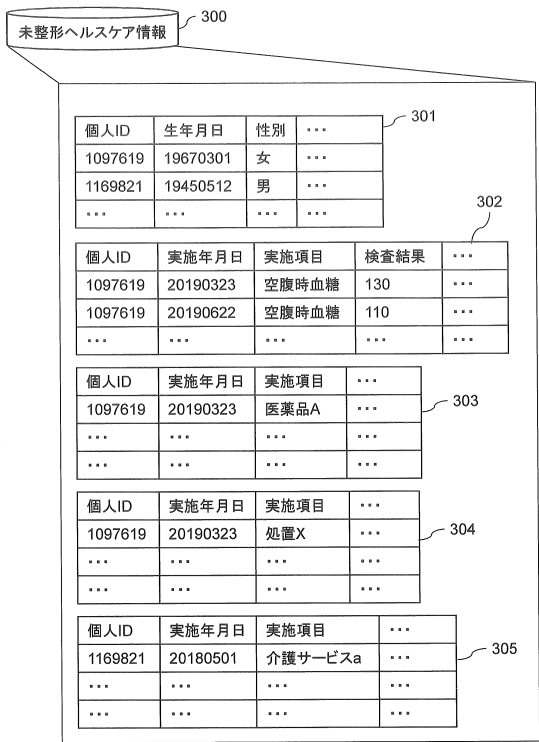 未整形ヘルスケア情報 300
301
個人ID 生年月日 性別 ･･･
1097619 19670301 女 ･･･
1169821 19450512 男 ･･･
･･･ ･･･ ･･･ ･･･
302
個人ID 実施年月日 実施項目 検査結果 ･･･
1097619 20190323 空腹時血糖 130 ･･･
1097619 20190622 空腹時血糖 110 ･･･
･･･ ･･･ ･･･ ･･･ ･･･
個人ID 実施年月日 実施項目 ･･･
1097619 20190323 医薬品A ･･･ 303
･･･ ･･･ ･･･ ･･･
･･･ ･･･ ･･･ ･･･
個人ID 実施年月日 実施項目 ･･･
1097619 20190323 処置X ･･･ 304
･･･ ･･･ ･･･ ･･･
･･･ ･･･ ･･･ ･･･
個人ID 実施年月日 実施項目 ･･･
1169821 20180501 介護サービスa ･･･ 305
･･･ ･･･ ･･･ ･･･
･･･ ･･･ ･･･ ･･･